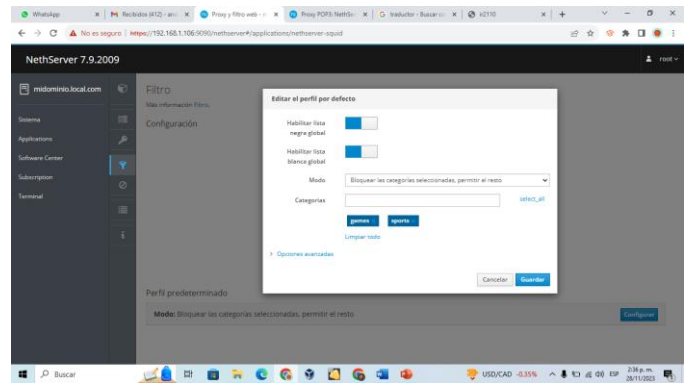 WhatsApp
Recibidos (412) - an
Proxy y filtro web - n
Proxy POP3: NethSe
traductor - Buscar co
ir2110
No es seguro | https://192.168.1.106:9090/nethserver#/applications/nethserver-squid
NethServer 7.9.2009
root
midominio.local.com
Sistema
Applications
Software Center
Subscription
Terminal
Filtro
Más información Filtro.
Configuración
Editar el perfil por defecto
Habilitar lista
negra global
Habilitar lista
blanca global
Modo
Bloquear las categorías seleccionadas, permitir el resto
Categorías
select_all
games
sports
Limpiar todo
Opciones avanzadas
Cancelar
Guardar
Perfil predeterminado
Modo: Bloquear las categorías seleccionadas, permitir el resto
Configurar
Buscar
USD/CAD -0.35%
ESP
2:36 p. m.
28/11/2023